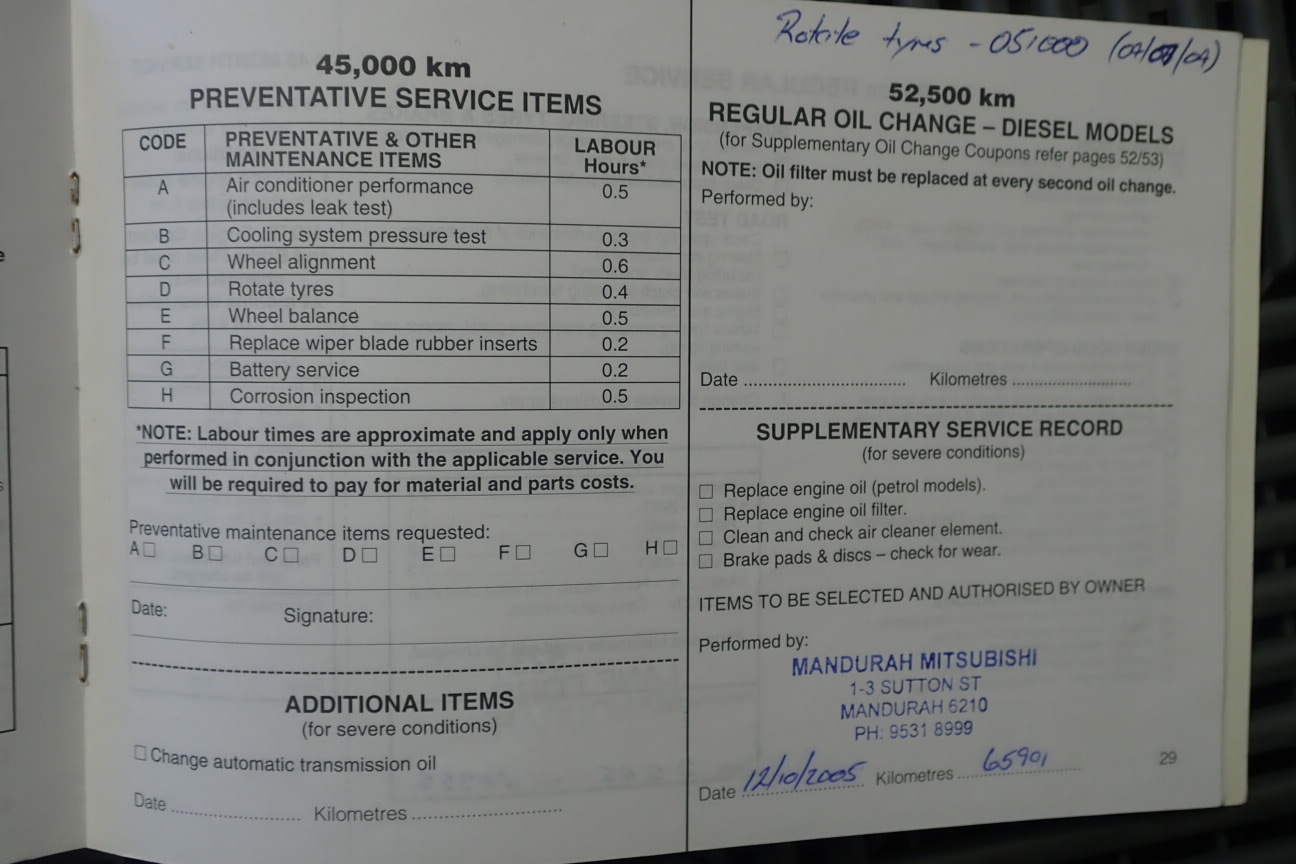 45,000 km
PREVENTATIVE SERVICE ITEMS
CODE PREVENTATIVE & OTHER MAINTENANCE ITEMS LABOUR Hours*
A Air conditioner performance (includes leak test) 0.5
B Cooling system pressure test 0.3
C Wheel alignment 0.6
D Rotate tyres 0.4
E Wheel balance 0.5
F Replace wiper blade rubber inserts 0.2
G Battery service 0.2
H Corrosion inspection 0.5
*NOTE: Labour times are approximate and apply only when
performed in conjunction with the applicable service. You
will be required to pay for material and parts costs.
Preventative maintenance items requested:
A☐ B☐ C☐ D☐ E☐ F☐ G☐ H☐
Date: Signature:
ADDITIONAL ITEMS
(for severe conditions)
☐ Change automatic transmission oil
Date .......................... Kilometres ..............................
Rotate tyres - 051000
52,500 km
REGULAR OIL CHANGE – DIESEL MODELS
(for Supplementary Oil Change Coupons refer pages 52/53)
NOTE: Oil filter must be replaced at every second oil change.
Performed by:
Date ................................ Kilometres ........................
SUPPLEMENTARY SERVICE RECORD
(for severe conditions)
☐ Replace engine oil (petrol models).
☐ Replace engine oil filter.
☐ Clean and check air cleaner element.
☐ Brake pads & discs – check for wear.
ITEMS TO BE SELECTED AND AUTHORISED BY OWNER
Performed by:
MANDURAH MITSUBISHI
1-3 SUTTON ST
MANDURAH 6210
PH: 9531 8999
Date 12/10/2005 Kilometres 65901
29